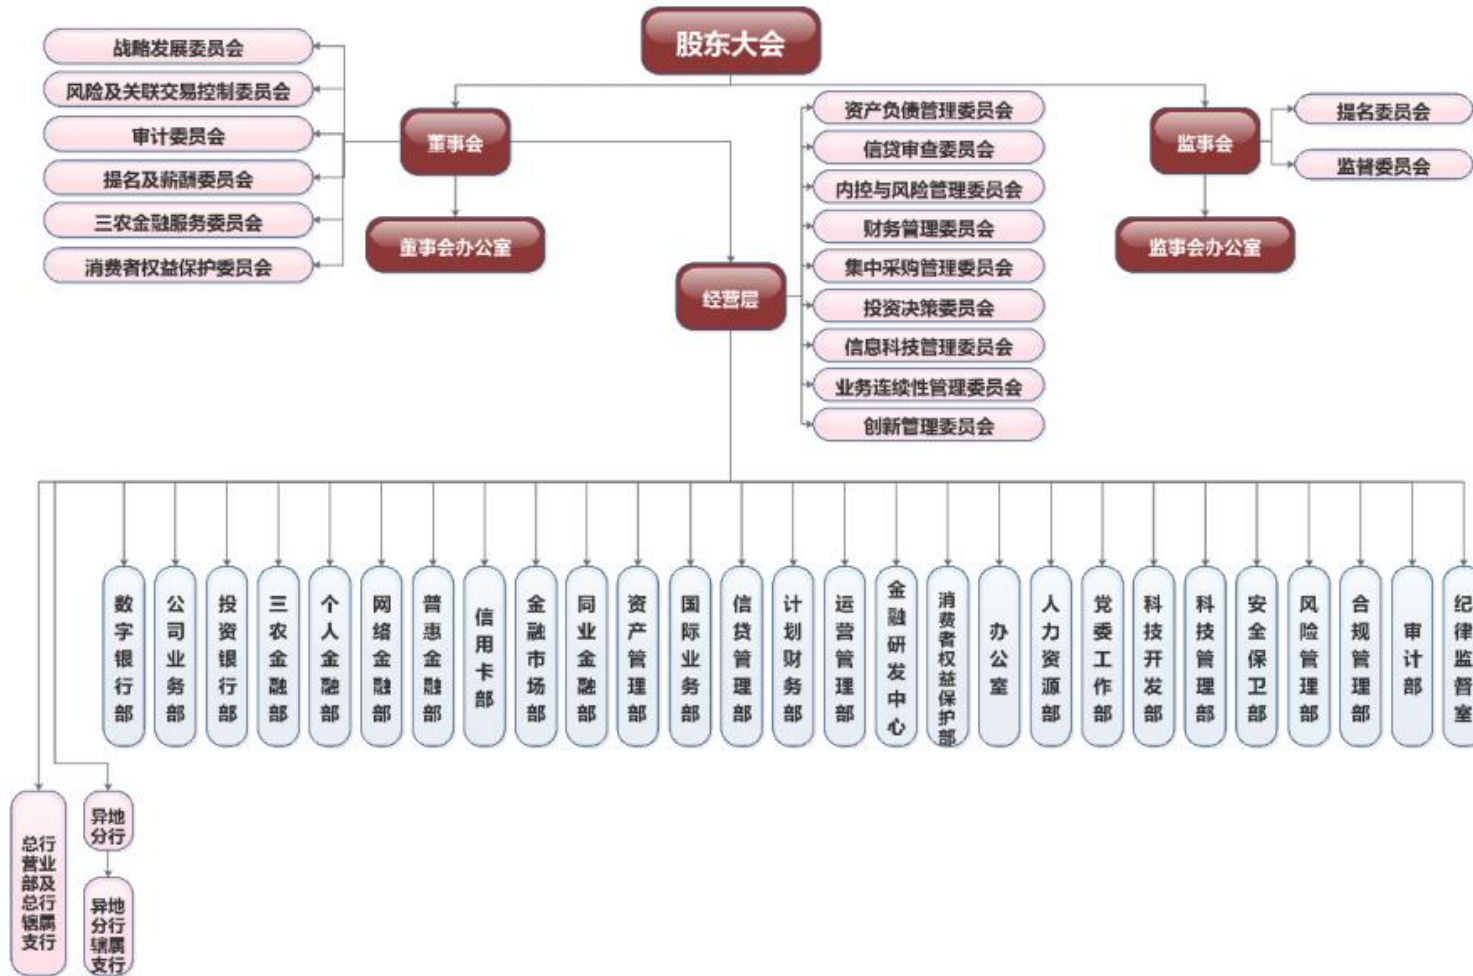 股东大会
战略发展委员会
风险及关联交易控制委员会
审计委员会
提名及薪酬委员会
三农金融服务委员会
消费者权益保护委员会
董事会
董事会办公室
经营层
资产负债管理委员会
信贷审查委员会
内控与风险管理委员会
财务管理委员会
集中采购管理委员会
投资决策委员会
信息科技管理委员会
业务连续性管理委员会
创新管理委员会
监事会
监事会办公室
提名委员会
监督委员会
数字银行部
公司业务部
投资银行部
三农金融部
个人金融部
网络金融部
普惠金融部
信用卡部
金融市场部
同业金融部
资产管理部
国际业务部
信贷管理部
计划财务部
运营管理部
金融研发中心
消费者权益保护部
办公室
人力资源部
党委工作部
科技开发部
科技管理部
安全保卫部
风险管理部
合规管理部
审计部
纪律监督室
总行
营业
部及
总行
辖属
支行
异地
分行
异地
分行
辖属
支行